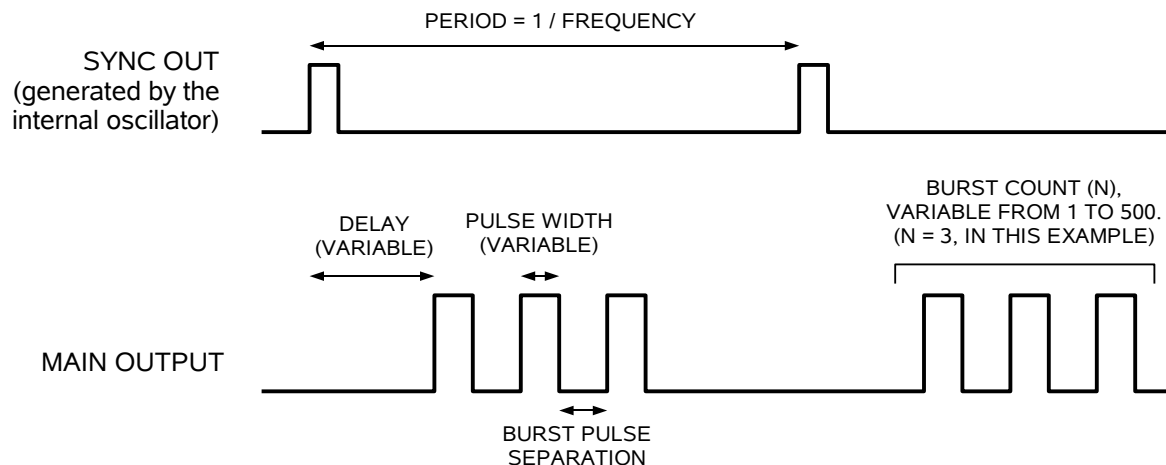 PERIOD = 1 / FREQUENCY
SYNC OUT
(generated by the
internal oscillator)
BURST COUNT (N),
VARIABLE FROM 1 TO 500.
(N = 3, IN THIS EXAMPLE)
DELAY
(VARIABLE)
PULSE WIDTH
(VARIABLE)
MAIN OUTPUT
BURST PULSE
SEPARATION